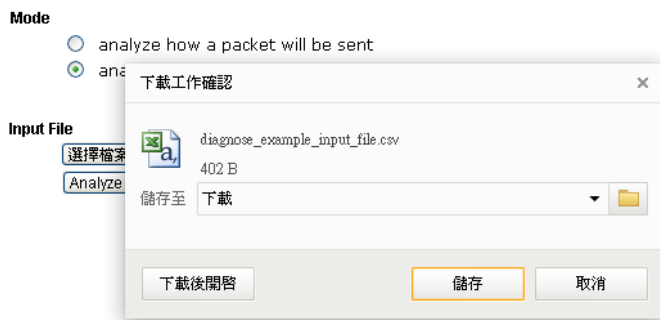 Mode
analyze how a packet will be sent
ana
Input File
選擇檔案
Analyze
下載工作確認
×
diagnose_example_input_file.csv
402 B
儲存至 下載
下載後開啓 儲存 取消